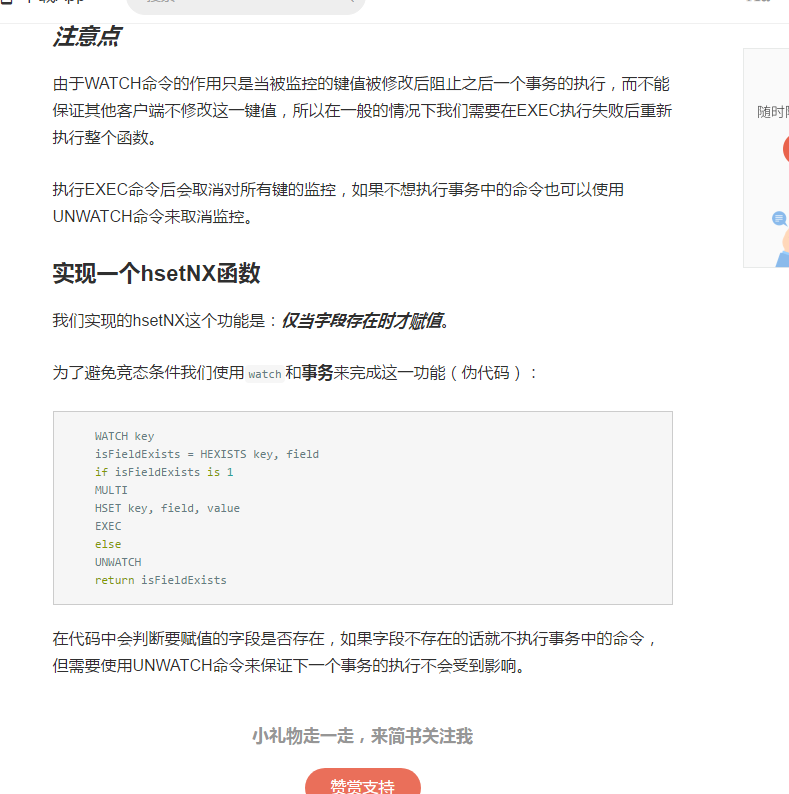 注意点
由于WATCH命令的作用只是当被监控的键值被修改后阻止之后一个事务的执行，而不能
保证其他客户端不修改这一键值，所以在一般的情况下我们需要在EXEC执行失败后重新
执行整个函数。
执行EXEC命令后会取消对所有键的监控，如果不想执行事务中的命令也可以使用
UNWATCH命令来取消监控。
实现一个hsetNX函数
我们实现的hsetNX这个功能是：仅当字段存在时才赋值。
为了避免竞态条件我们使用 watch 和事务来完成这一功能（伪代码）：
WATCH key
isFieldExists = HEXISTS key, field
if isFieldExists is 1
MULTI
HSET key, field, value
EXEC
else
UNWATCH
return isFieldExists
在代码中会判断要赋值的字段是否存在，如果字段不存在的话就不执行事务中的命令，
但需要使用UNWATCH命令来保证下一个事务的执行不会受到影响。
小礼物走一走，来简书关注我
赞赏支持
随时